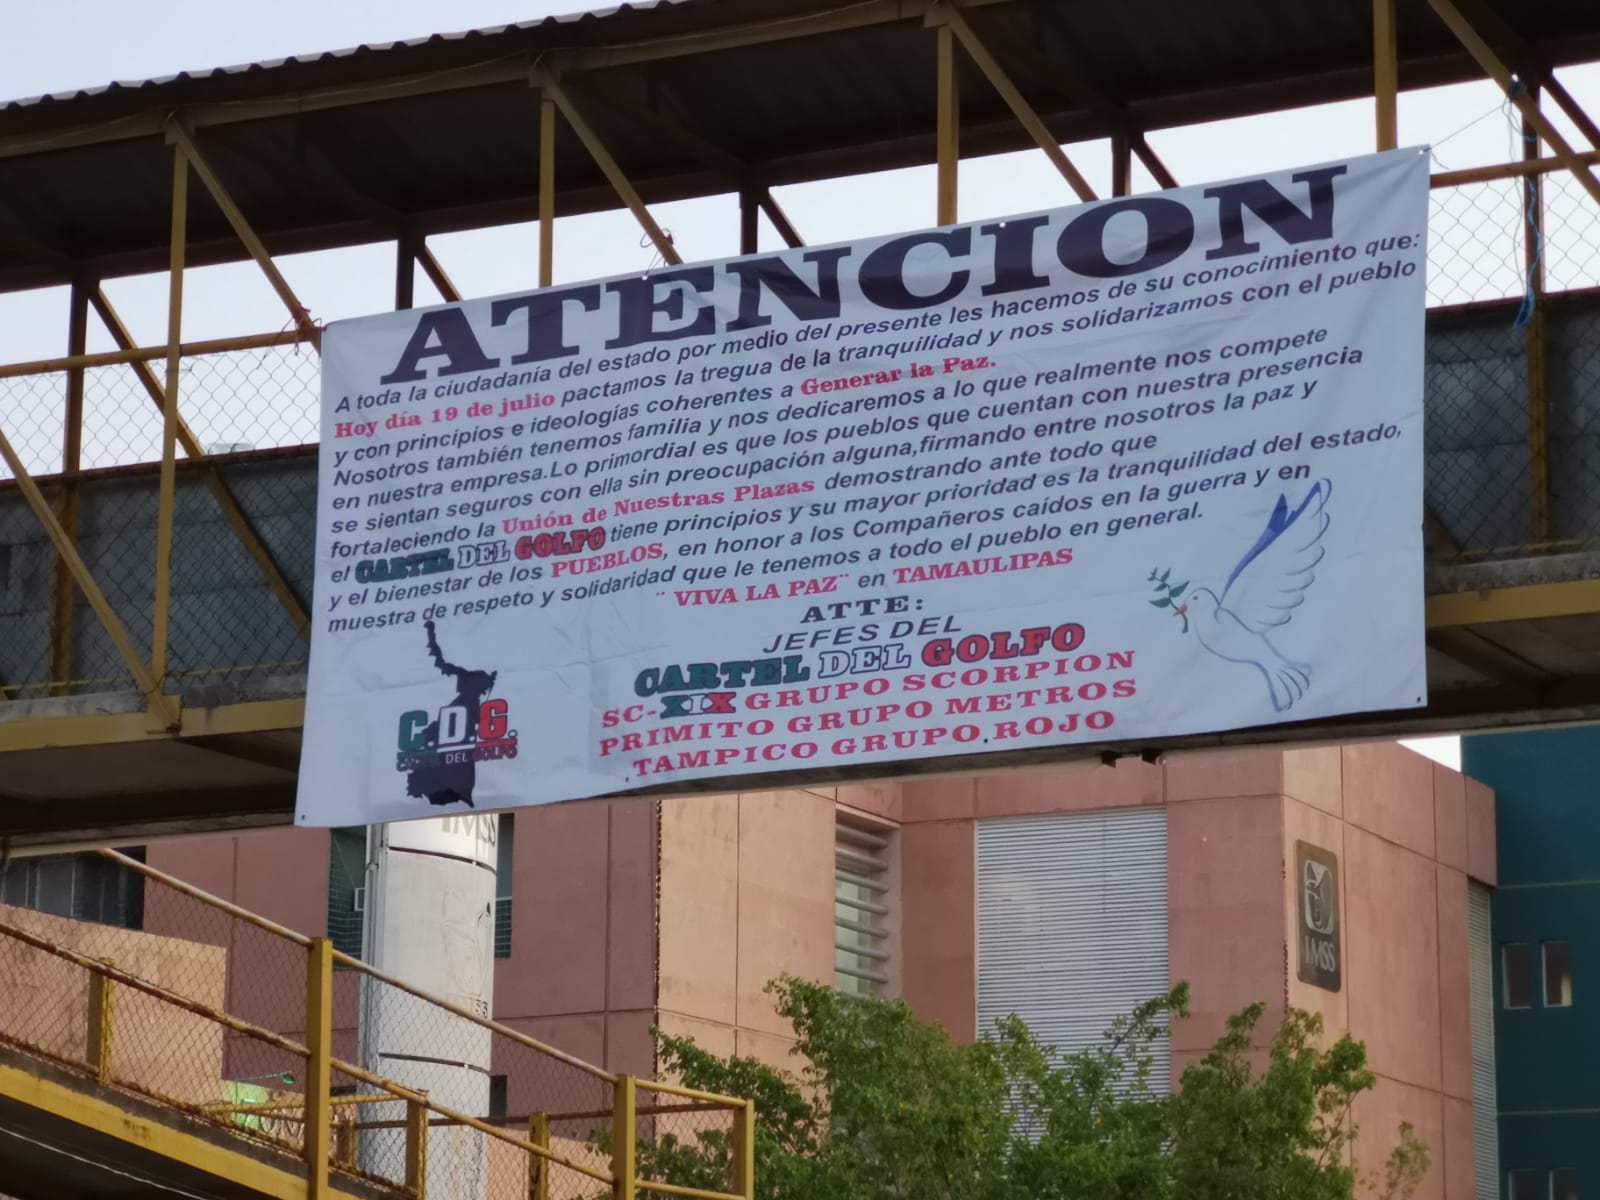 ATENCION
A toda la ciudadanía del estado por medio del presente les hacemos de su conocimiento que:
Hoy día 19 de julio pactamos la tregua de la tranquilidad y nos solidarizamos con el pueblo
y con principios e ideologías coherentes a Generar la Paz.
Nosotros también tenemos familia y nos dedicaremos a lo que realmente nos compete
en nuestra empresa.Lo primordial es que los pueblos que cuentan con nuestra presencia
se sientan seguros con ella sin preocupación alguna,firmando entre nosotros la paz y
fortaleciendo la Unión de Nuestras Plazas demostrando ante todo que
el CARTEL DEL GOLFO tiene principios y su mayor prioridad es la tranquilidad del estado,
y el bienestar de los PUEBLOS, en honor a los Compañeros caídos en la guerra y en
muestra de respeto y solidaridad que le tenemos a todo el pueblo en general.
¨ VIVA LA PAZ¨ en TAMAULIPAS
ATTE:
JEFES DEL
CARTEL DEL GOLFO
SC-XIX GRUPO SCORPION
PRIMITO GRUPO METROS
TAMPICO GRUPO ROJO
C.D.G.
CARTEL DEL GOLFO
IMSS
IMSS